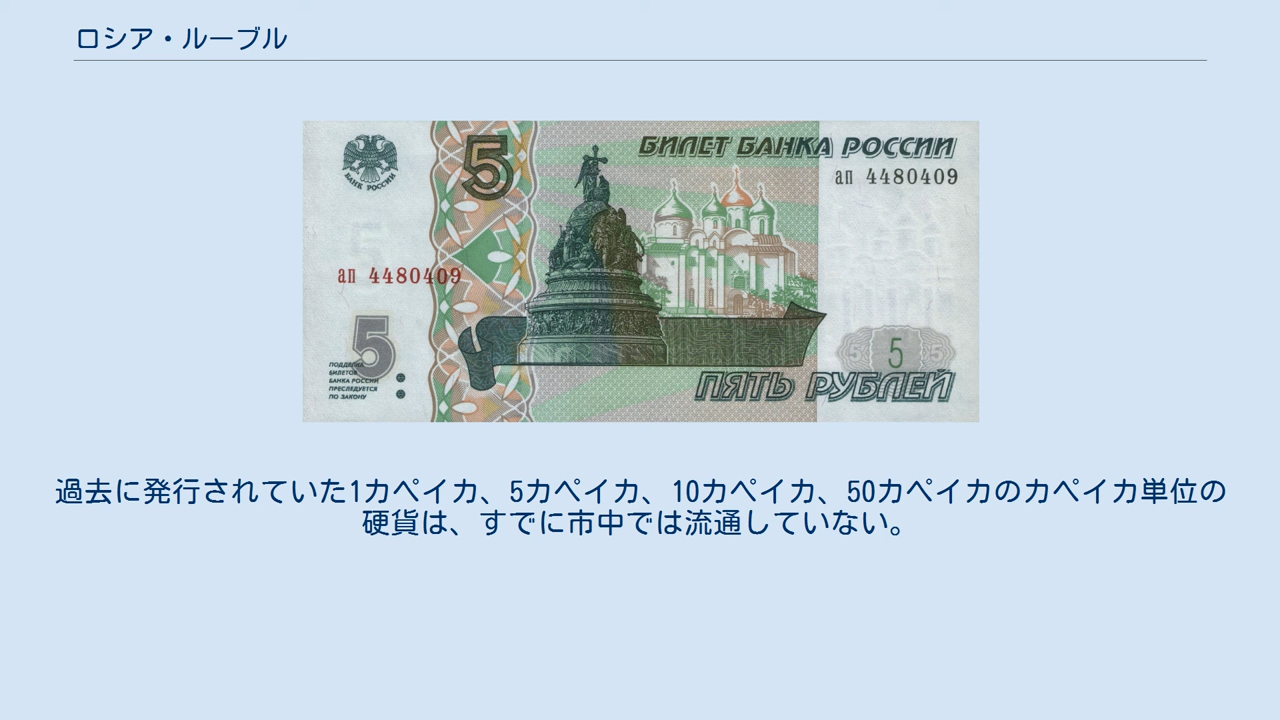 ロシア・ルーブル
БАНК РОССИИ
5
БИЛЕТ БАНКА РОССИИ
ап 4480409
ап 4480409
5
ПОДДЕЛКА
БИЛЕТОВ
БАНКА РОССИИ
ПРЕСЛЕДУЕТСЯ
ПО ЗАКОНУ
5 5 5
ПЯТЬ РУБЛЕЙ
過去に発行されていた1カペイカ、5カペイカ、10カペイカ、50カペイカのカペイカ単位の
硬貨は、すでに市中では流通していない。